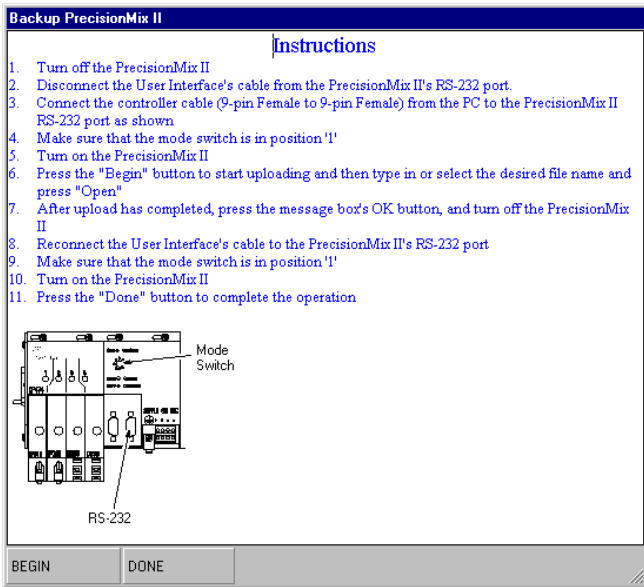 Backup PrecisionMix II
Instructions
1. Turn off the PrecisionMix II
2. Disconnect the User Interface's cable from the PrecisionMix II's RS-232 port.
3. Connect the controller cable (9-pin Female to 9-pin Female) from the PC to the PrecisionMix II
RS-232 port as shown
4. Make sure that the mode switch is in position '1'
5. Turn on the PrecisionMix II
6. Press the "Begin" button to start uploading and then type in or select the desired file name and
press "Open"
7. After upload has completed, press the message box's OK button, and turn off the PrecisionMix
II
8. Reconnect the User Interface's cable to the PrecisionMix II's RS-232 port
9. Make sure that the mode switch is in position '1'
10. Turn on the PrecisionMix II
11. Press the "Done" button to complete the operation
Mode
Switch
RS-232
BEGIN
DONE